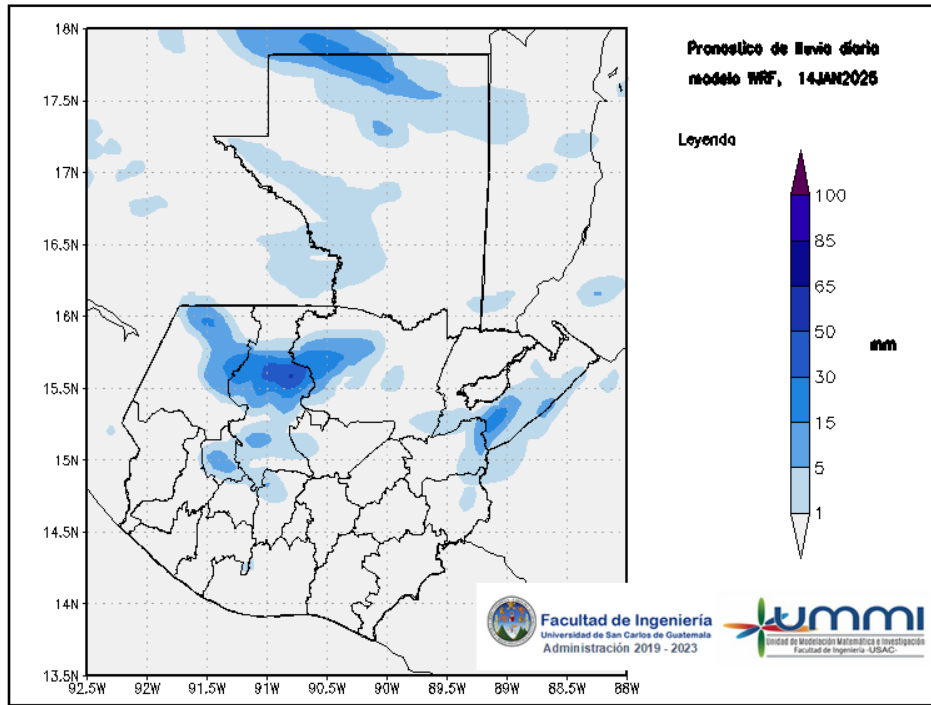 18N
17.5N
17N
16.5N
16N
15.5N
15N
14.5N
14N
13.5N
92.5W
92W
91.5W
91W
90.5W
90W
89.5W
89W
88.5W
88W
Pronostico de lluvia diaria
modelo WRF, 14JAN2025
Leyenda
100
85
65
50
30
15
5
1
mm
Facultad de Ingeniería
Universidad de San Carlos de Guatemala
Administración 2019 - 2023
UMMI
Unidad de Modelación Matemática e Investigación
Facultad de Ingeniería -USAC-